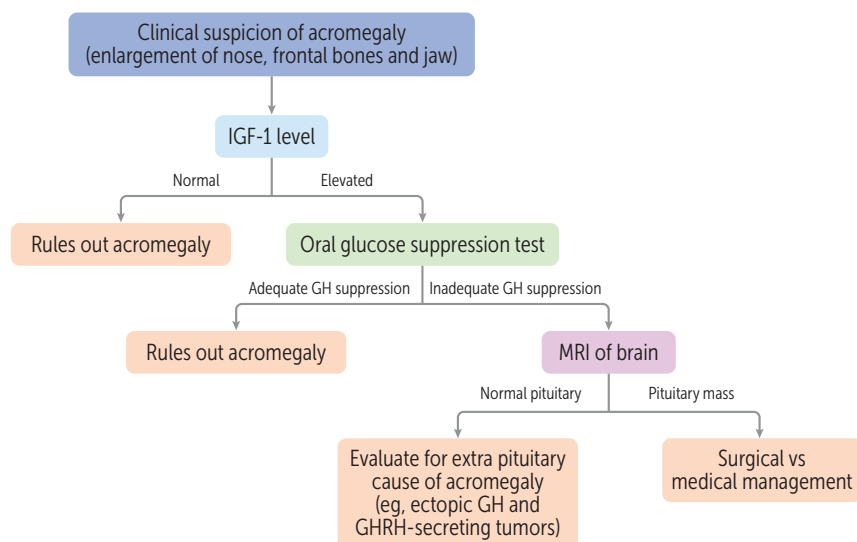 Clinical suspicion of acromegaly
(enlargement of nose, frontal bones and jaw)
IGF-1 level
Normal
Elevated
Rules out acromegaly
Oral glucose suppression test
Adequate GH suppression
Inadequate GH suppression
Rules out acromegaly
MRI of brain
Normal pituitary
Pituitary mass
Evaluate for extra pituitary
cause of acromegaly
(eg, ectopic GH and
GHRH-secreting tumors)
Surgical vs
medical management